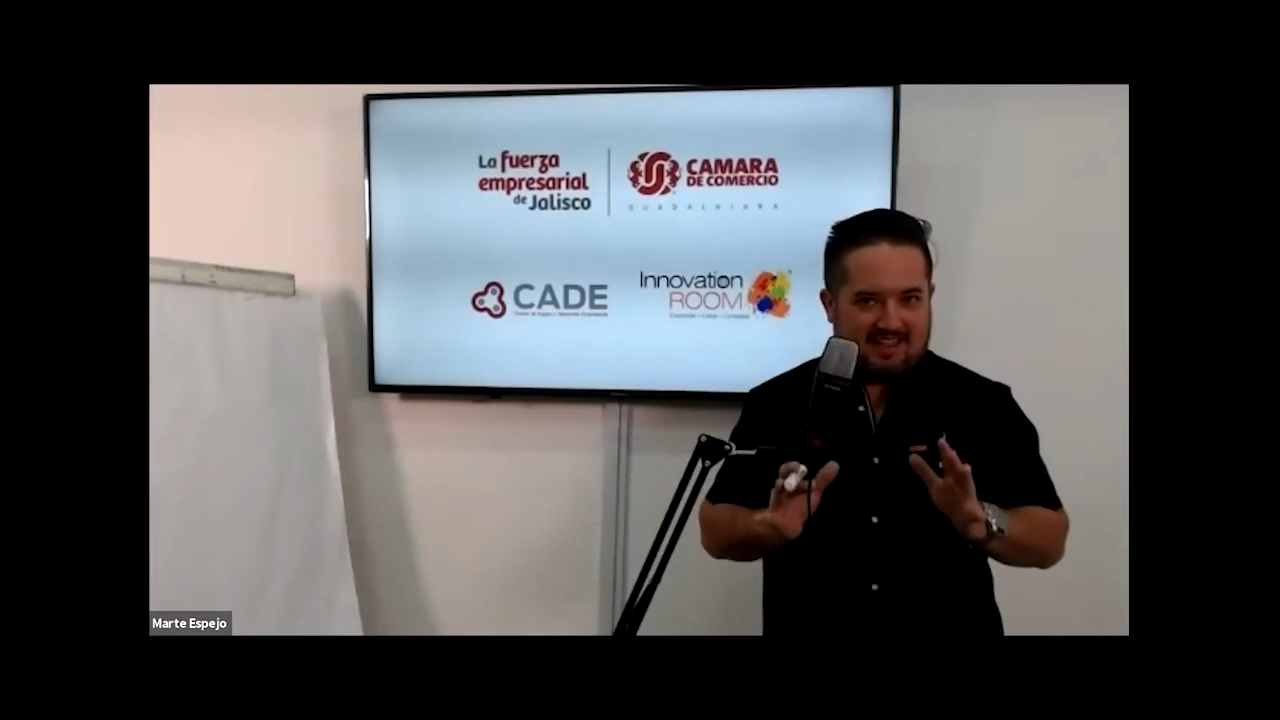 La fuerza
empresarial
de Jalisco
CAMARA
DE COMERCIO
GUADALAJARA
CADE
Innovation
ROOM
Marte Espejo